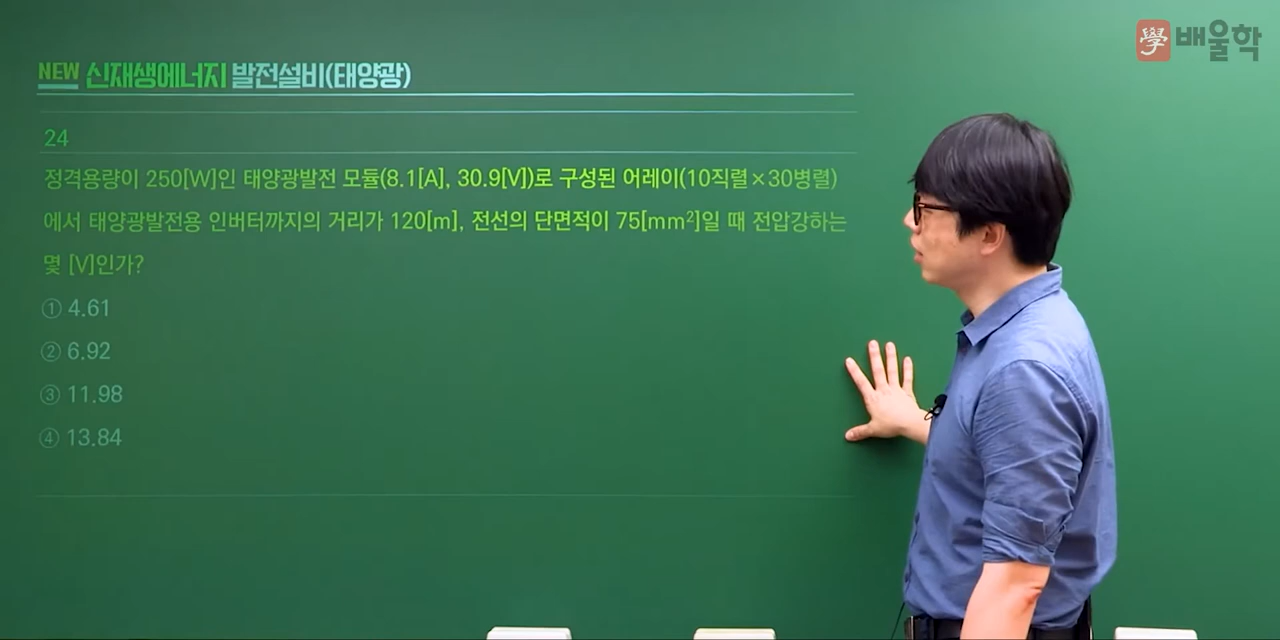 學 배울학
NEW 신재생에너지 발전설비(태양광)
24
정격용량이 250[W]인 태양광발전 모듈(8.1[A], 30.9[V])로 구성된 어레이(10직렬×30병렬)
에서 태양광발전용 인버터까지의 거리가 120[m], 전선의 단면적이 75[mm²]일 때 전압강하는
몇 [V]인가?
① 4.61
② 6.92
③ 11.98
④ 13.84